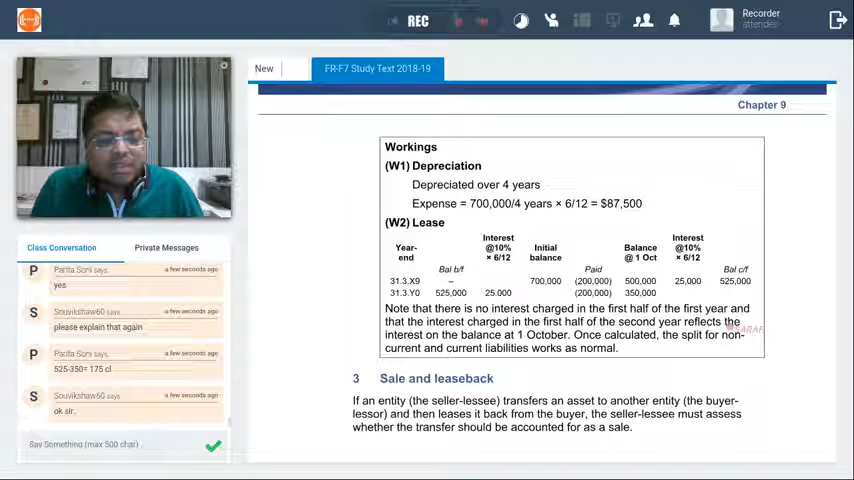 REC
Recorder
attendee
New
FR-F7 Study Text 2018-19
Chapter 9
Workings
(W1) Depreciation
Depreciated over 4 years
Expense = 700,000/4 years × 6/12 = $87,500
(W2) Lease
Year-end Interest @10% × 6/12 Initial balance Balance @ 1 Oct Interest @10% × 6/12
Bal b/f Paid Bal c/f
31.3.X9 – 700,000 (200,000) 500,000 25,000 525,000
31.3.Y0 525,000 25.000 (200,000) 350,000
Note that there is no interest charged in the first half of the first year and
that the interest charged in the first half of the second year reflects the
interest on the balance at 1 October. Once calculated, the split for non-
current and current liabilities works as normal.
SARAF
3 Sale and leaseback
If an entity (the seller-lessee) transfers an asset to another entity (the buyer-
lessor) and then leases it back from the buyer, the seller-lessee must assess
whether the transfer should be accounted for as a sale.
Class Conversation Private Messages
P Parita Soni says a few seconds ago
yes
S Souvikshaw60 says a few seconds ago
please explain that again
P Parita Soni says, a few seconds ago
525-350= 175 cl
S Souvikshaw60 says a few seconds ago
ok sir.
Say Something (max 500 char)